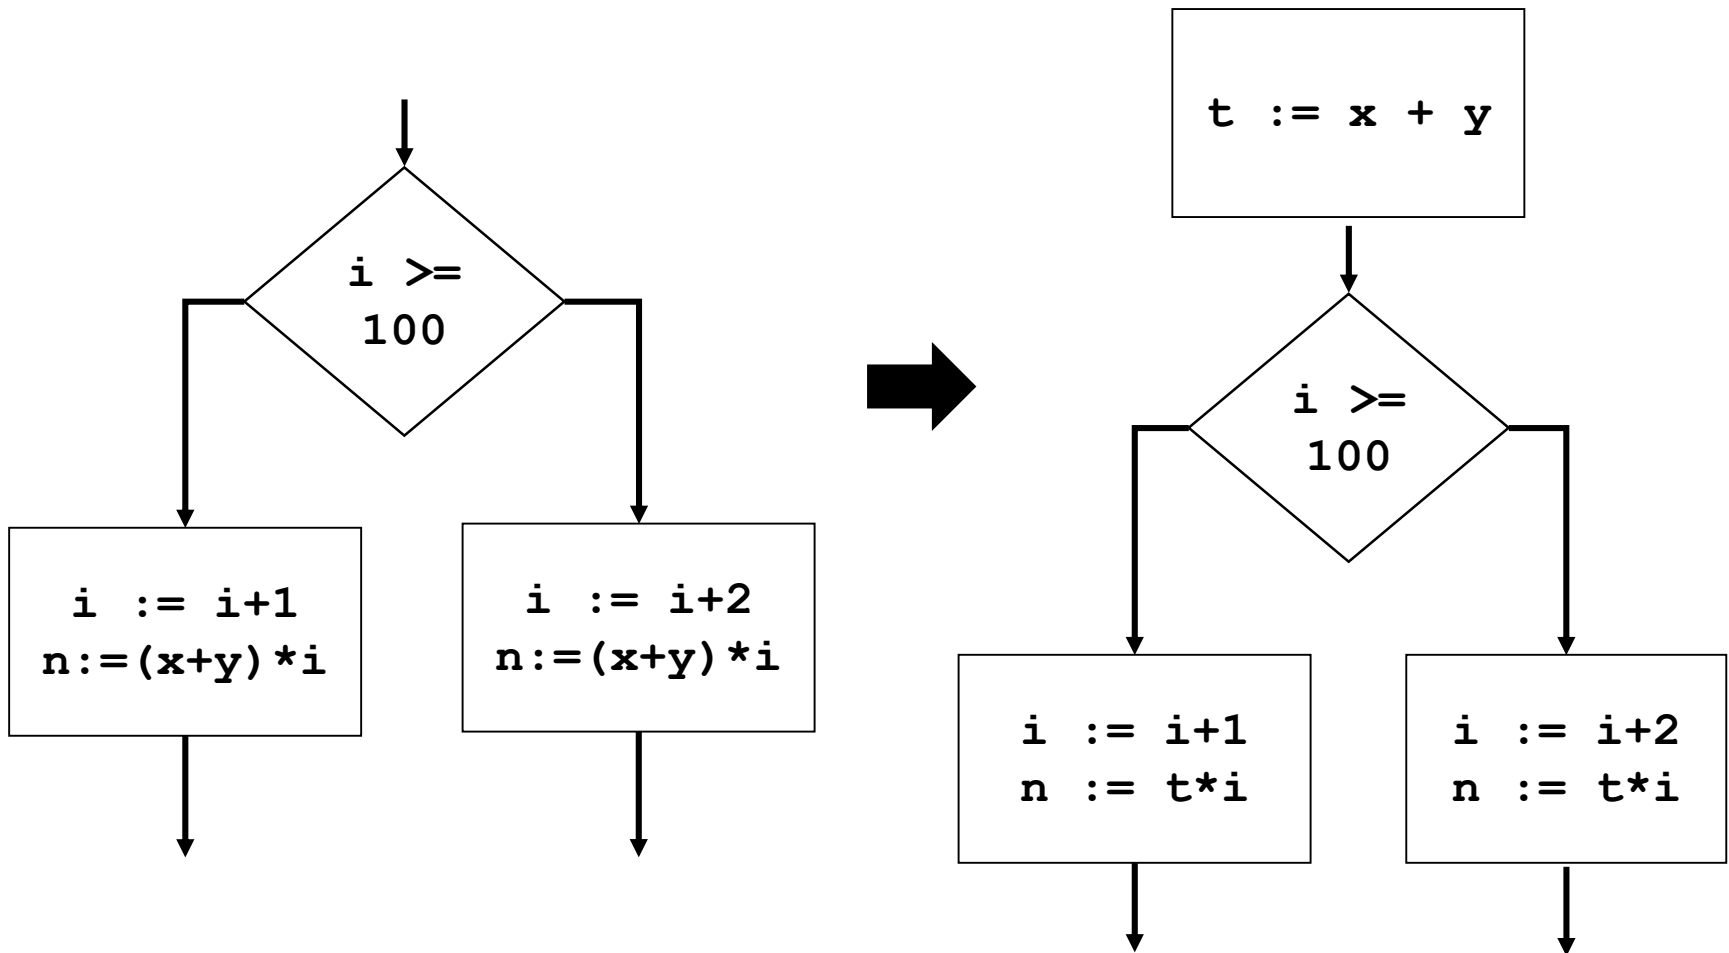 i >=
100
i := i+1
n:=(x+y)*i
i := i+2
n:=(x+y)*i
t := x + y
i >=
100
i := i+1
n := t*i
i := i+2
n := t*i